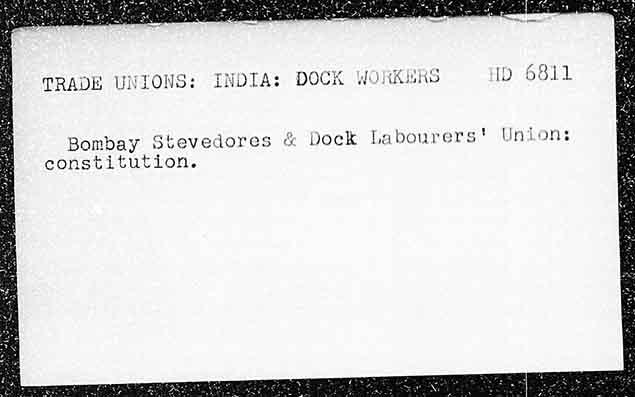 TRADE UNIONS: INDIA: DOCK WORKERS HD 6811
Bombay Stevedores & Dock Labourers' Union:
constitution.